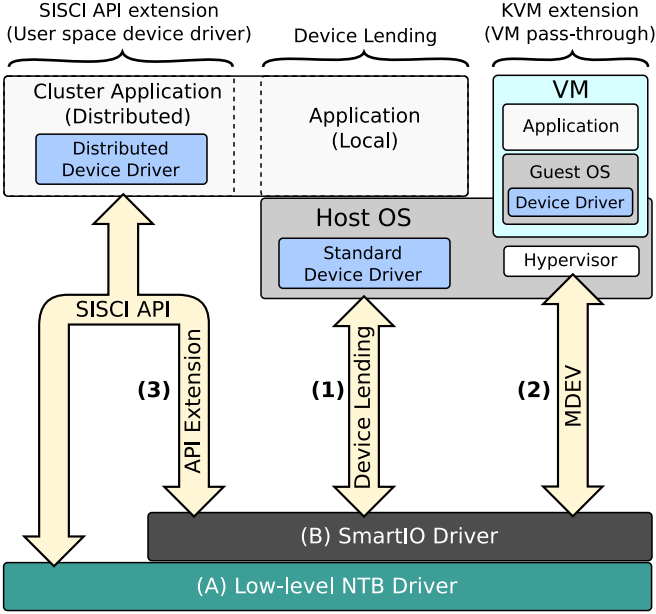 SISCI API extension
(User space device driver)
Device Lending
KVM extension
(VM pass-through)
Cluster Application
(Distributed)
Distributed
Device Driver
Application
(Local)
VM
Application
Guest OS
Device Driver
Host OS
Standard
Device Driver
Hypervisor
SISCI API
(3)
API Extension
(1)
Device Lending
(2)
MDEV
(B) SmartIO Driver
(A) Low-level NTB Driver